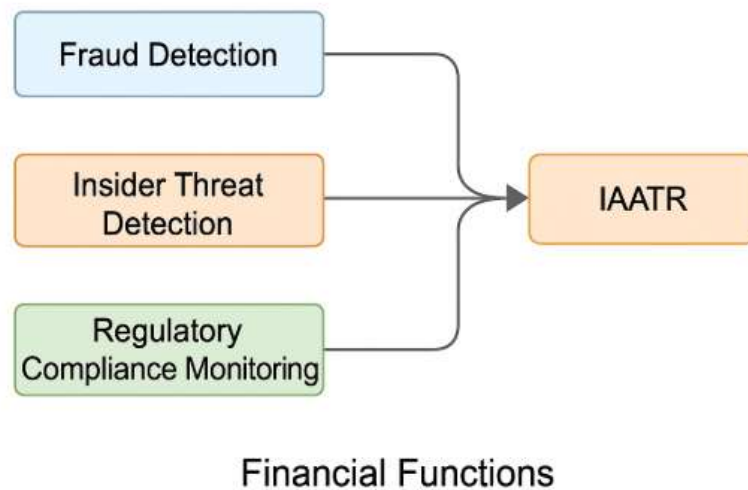 Fraud Detection
Insider Threat
Detection
IAATR
Regulatory
Compliance Monitoring
Financial Functions